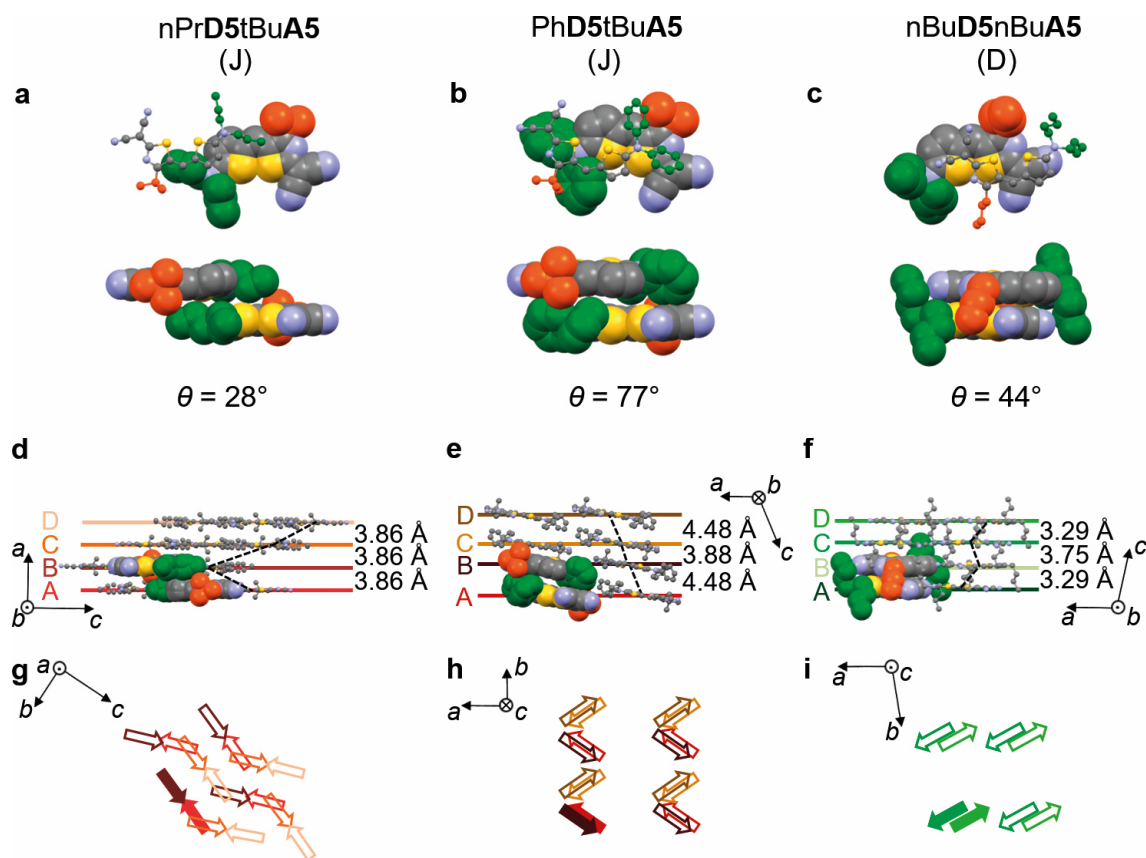 nPrD5tBuA5
(J)
PhD5tBuA5
(J)
nBuD5nBuA5
(D)
a
b
c
θ = 28°
θ = 77°
θ = 44°
d
e
f
D
C
B
A
3.86 Å
3.86 Å
3.86 Å
a
b
c
D
C
B
A
4.48 Å
3.88 Å
4.48 Å
a
b
c
D
C
B
A
3.29 Å
3.75 Å
3.29 Å
c
a
b
g
a
b
c
h
b
a
c
i
a
c
b